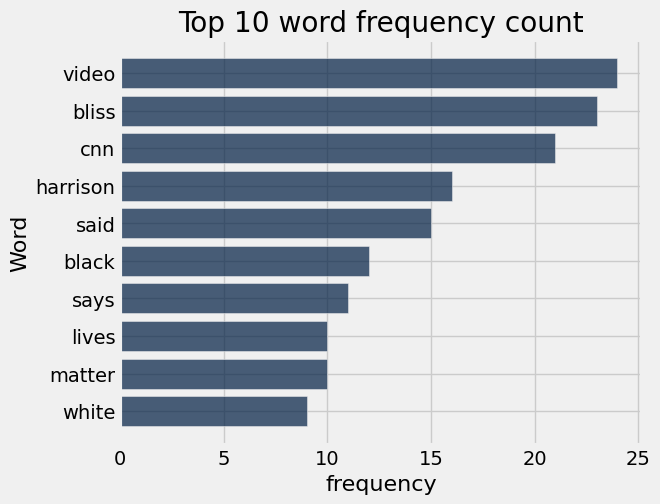 Top 10 word frequency count
video
bliss
cnn
harrison
said
black
says
lives
matter
white
Word
0 5 10 15 20 25
frequency